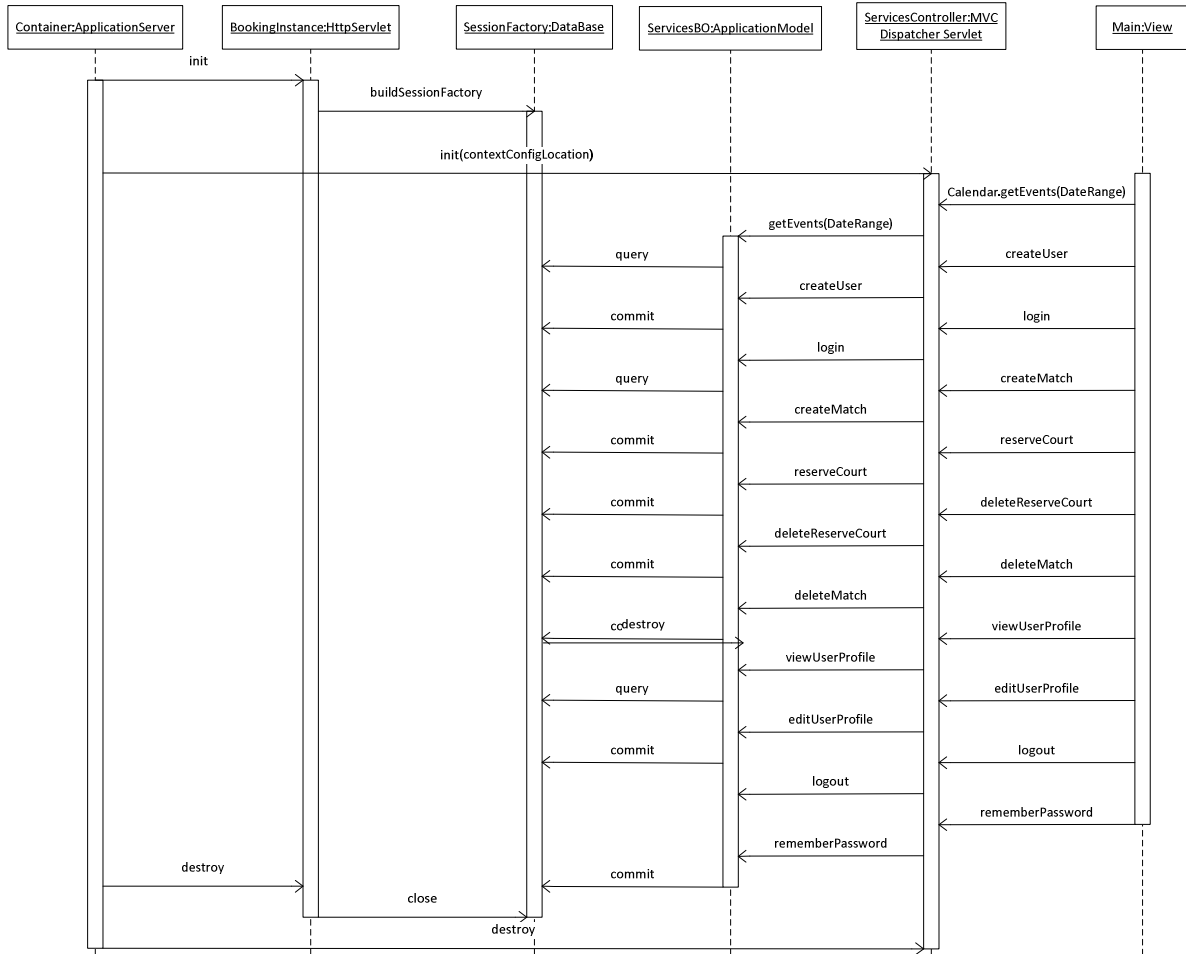 Container:ApplicationServer
BookingInstance:HttpServlet
SessionFactory:DataBase
ServicesBO:ApplicationModel
ServicesController:MVC
Dispatcher Servlet
Main:View
init
buildSessionFactory
init(contextConfigLocation)
Calendar.getEvents(DateRange)
getEvents(DateRange)
query
createUser
createUser
commit
login
login
query
createMatch
createMatch
commit
reserveCourt
reserveCourt
commit
deleteReserveCourt
deleteReserveCourt
commit
deleteMatch
deleteMatch
destroy
viewUserProfile
viewUserProfile
query
editUserProfile
editUserProfile
commit
logout
logout
rememberPassword
rememberPassword
destroy
commit
close
destroy